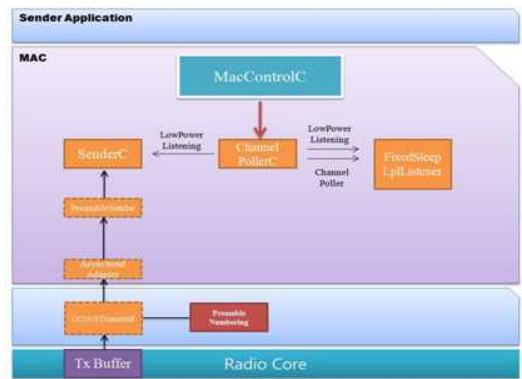 Sender Application
MAC
MacControlC
LowPower
Listening
LowPower
Listening
SenderC
Channel
PollerC
FixedSleep
LplListener
Channel
Poller
PreambleSender
AsyncSend
Adapter
Preamble
Numbering
Tx Buffer
Radio Core